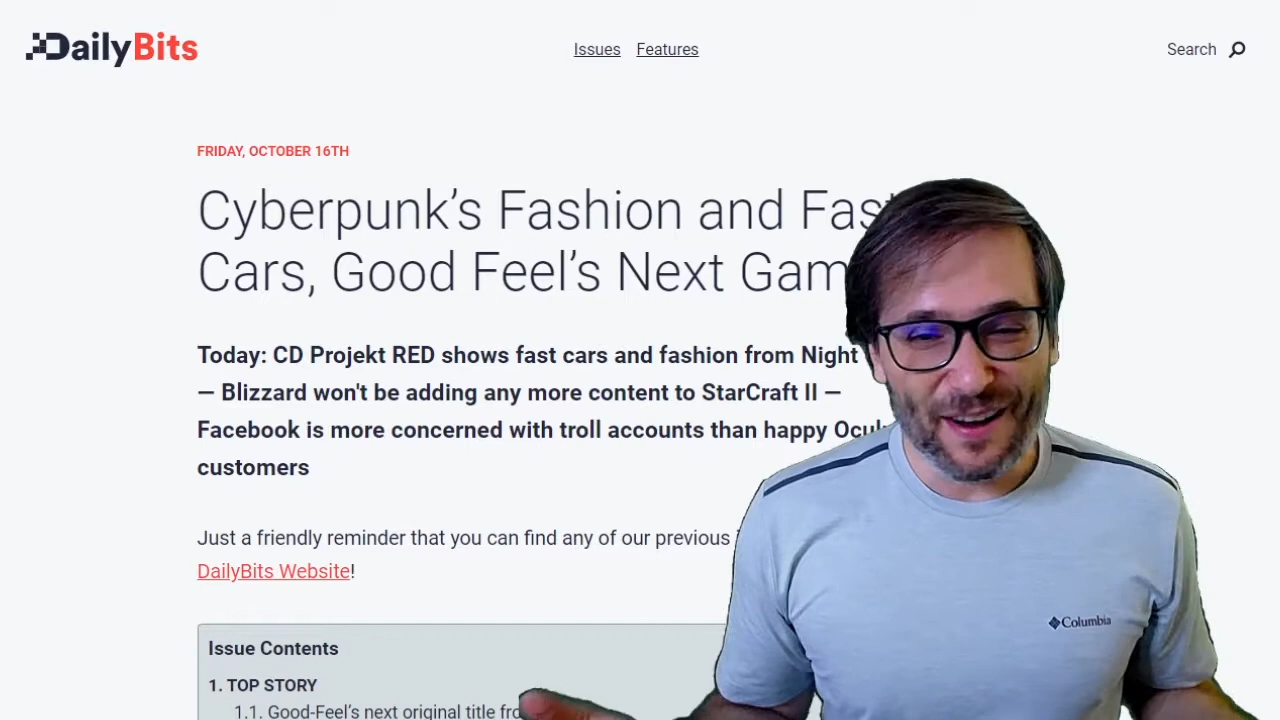 DailyBits
Issues Features
Search
FRIDAY, OCTOBER 16TH
Cyberpunk’s Fashion and Fast
Cars, Good Feel’s Next Gam
Today: CD Projekt RED shows fast cars and fashion from Night
— Blizzard won't be adding any more content to StarCraft II —
Facebook is more concerned with troll accounts than happy Ocul
customers
Just a friendly reminder that you can find any of our previous
DailyBits Website!
Columbia
Issue Contents
1. TOP STORY
1.1. Good-Feel’s next original title fro